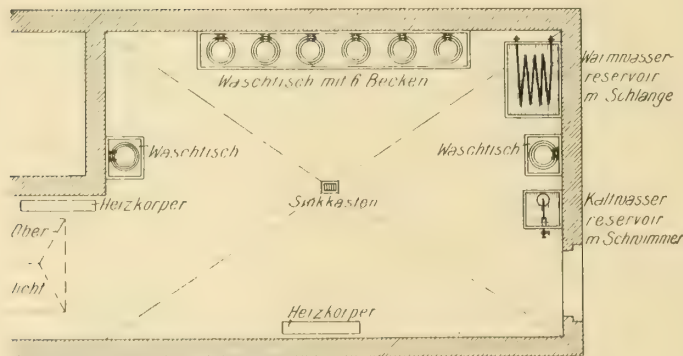 Waschtisch mit 6 Becken
Warmwasser-
reservoir
m Schlange
Waschtisch
Waschtisch
Sinkkasten
Heizkörper
Kaltwasser
reservoir
m Schwimmer
Ober
licht
Heizkörper